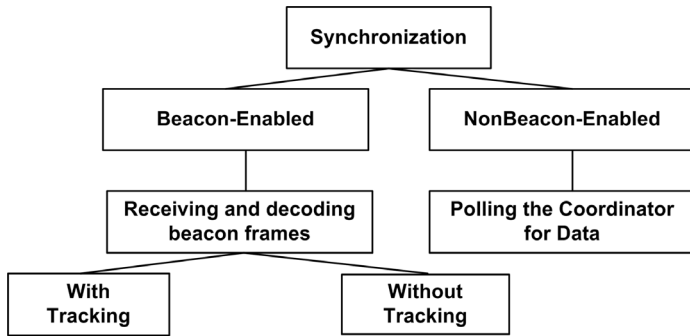 Synchronization
Beacon-Enabled
NonBeacon-Enabled
Receiving and decoding
beacon frames
Polling the Coordinator
for Data
With
Tracking
Without
Tracking